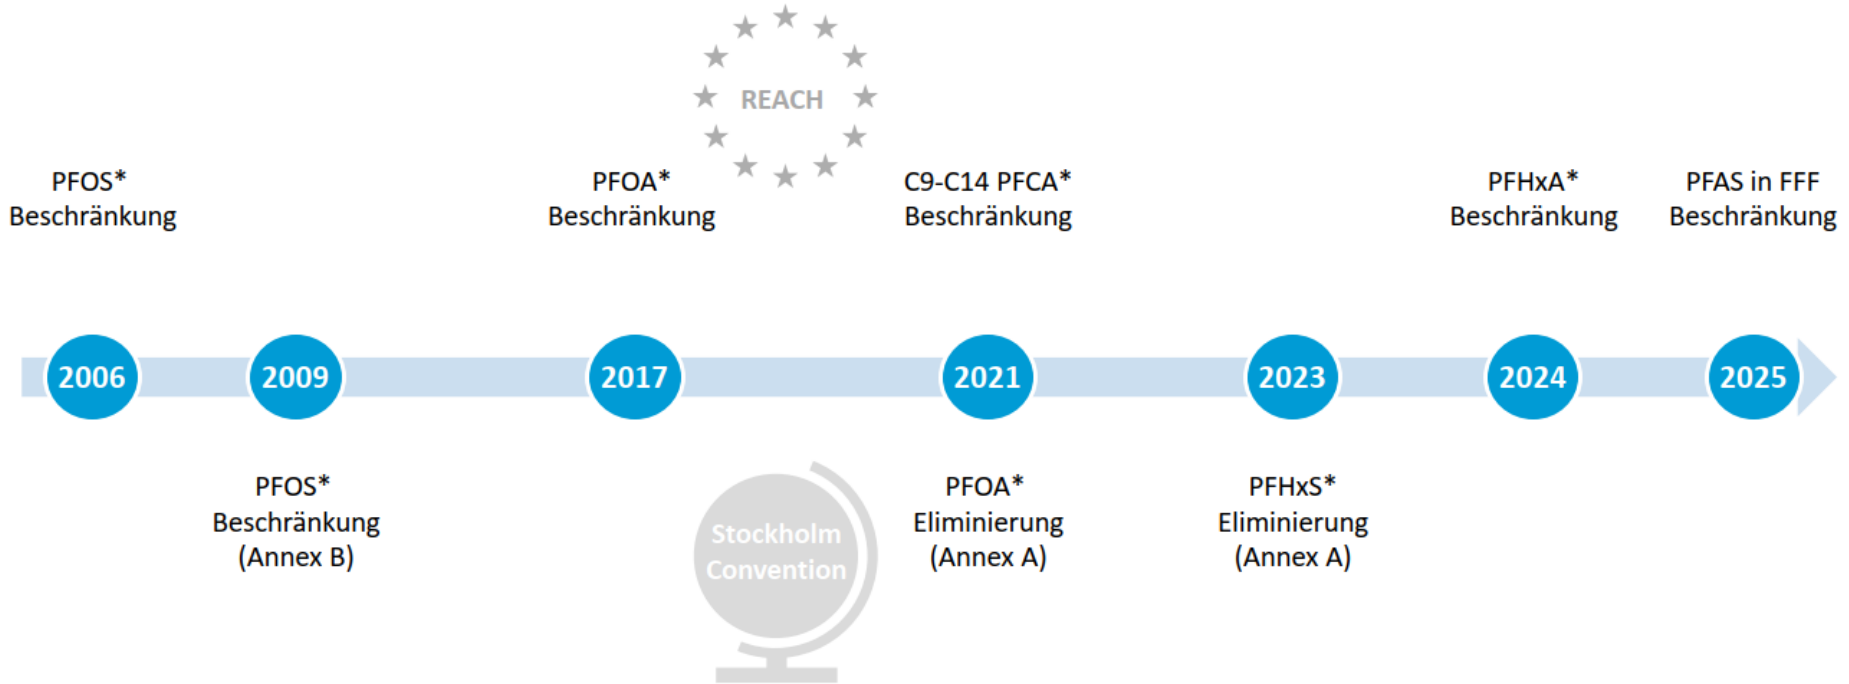 REACH
PFOS*
Beschränkung
PFOA*
Beschränkung
C9-C14 PFCA*
Beschränkung
PFHxA*
Beschränkung
PFAS in FFF
Beschränkung
2006
2009
2017
2021
2023
2024
2025
PFOS*
Beschränkung
(Annex B)
Stockholm
Convention
PFOA*
Eliminierung
(Annex A)
PFHxS*
Eliminierung
(Annex A)